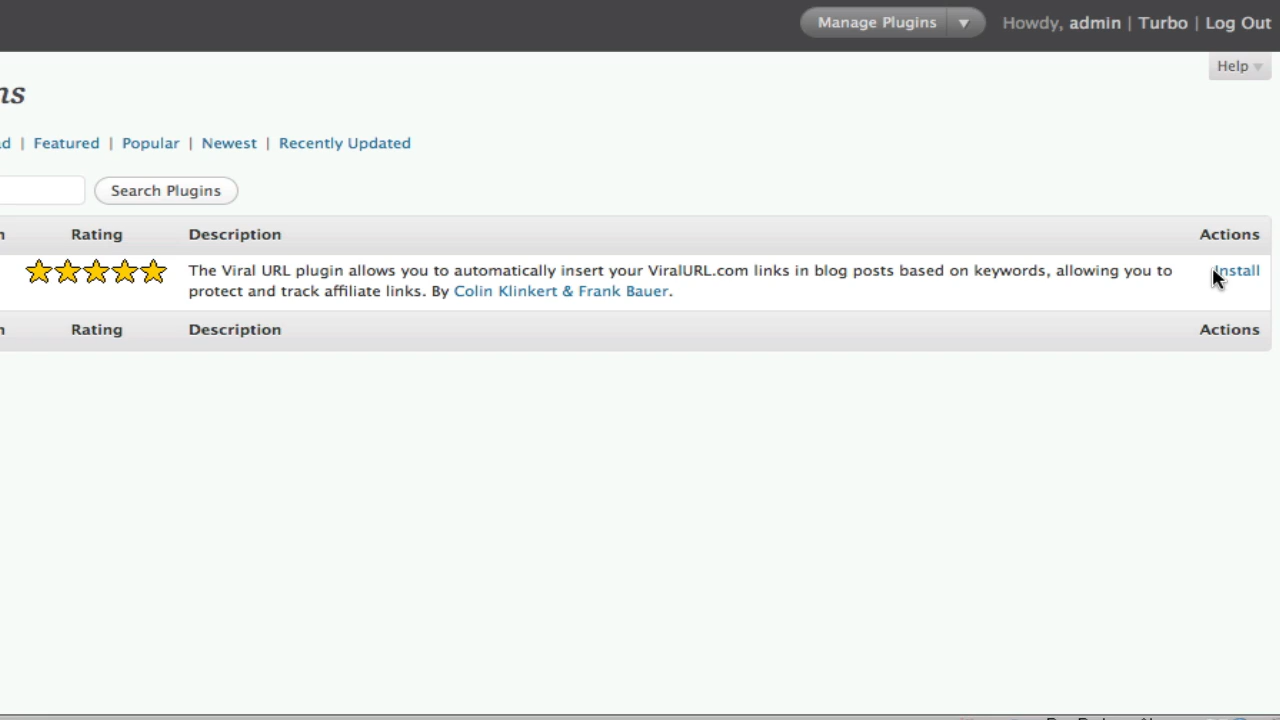 Manage Plugins Howdy, admin | Turbo | Log Out
Help
ns
d | Featured | Popular | Newest | Recently Updated
Search Plugins
n Rating Description Actions
The Viral URL plugin allows you to automatically insert your ViralURL.com links in blog posts based on keywords, allowing you to Install
protect and track affiliate links. By Colin Klinkert & Frank Bauer.
n Rating Description Actions